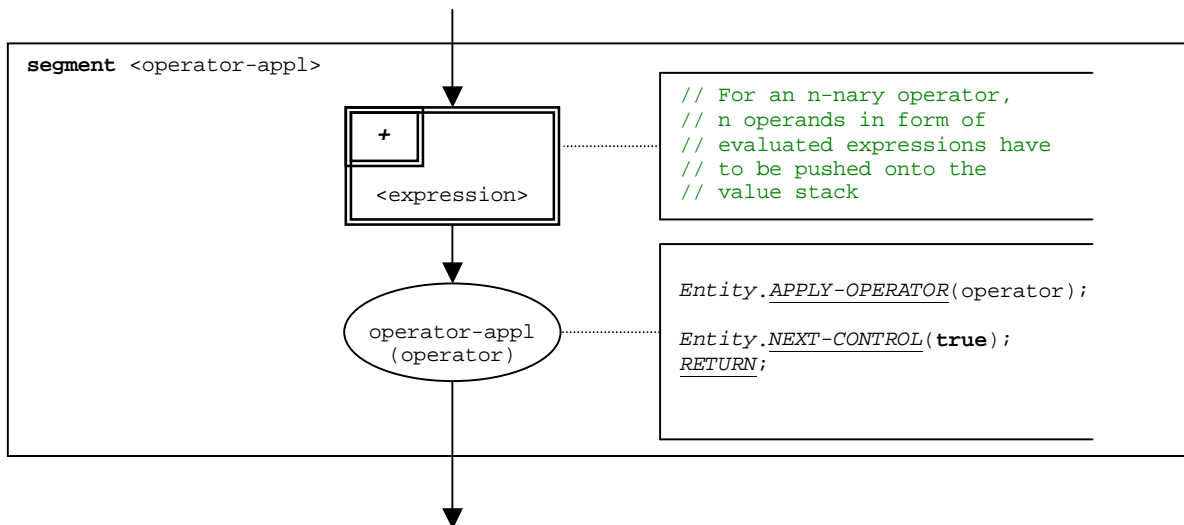 segment <operator-appl>
+
<expression>
// For an n-nary operator,
// n operands in form of
// evaluated expressions have
// to be pushed onto the
// value stack
operator-appl
(operator)
Entity.APPLY-OPERATOR(operator);
Entity.NEXT-CONTROL(true);
RETURN;